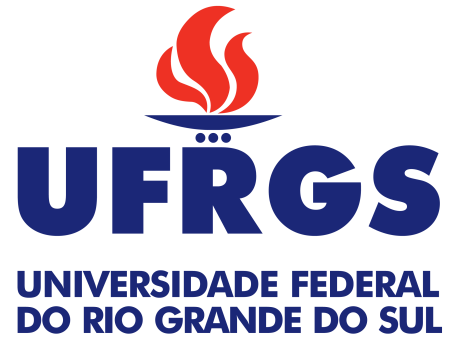 UFRGS
UNIVERSIDADE FEDERAL
DO RIO GRANDE DO SUL